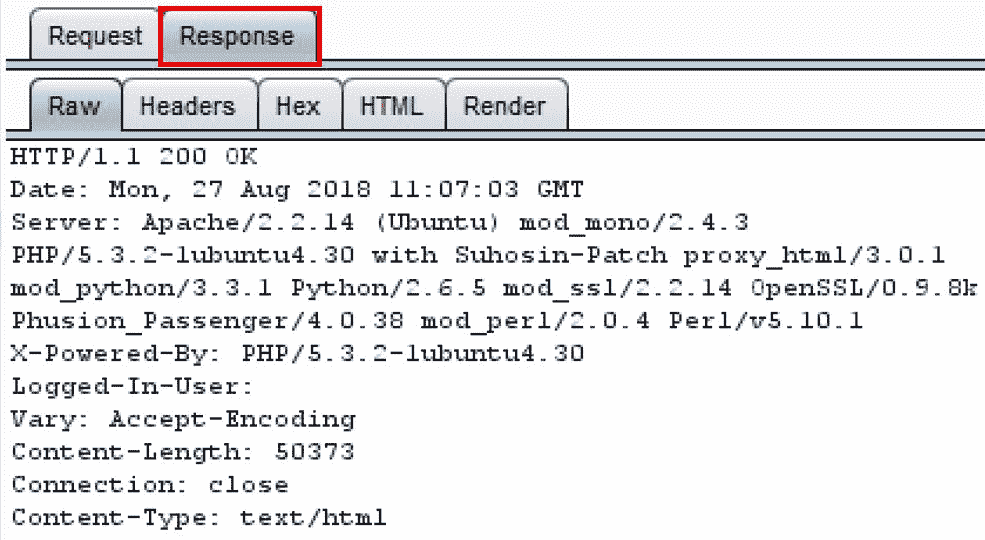 Request Response
Raw Headers Hex HTML Render
HTTP/1.1 200 OK
Date: Mon, 27 Aug 2018 11:07:03 GMT
Server: Apache/2.2.14 (Ubuntu) mod_mono/2.4.3
PHP/5.3.2-1ubuntu4.30 with Suhosin-Patch proxy_html/3.0.1
mod_python/3.3.1 Python/2.6.5 mod_ssl/2.2.14 OpenSSL/0.9.8k
Phusion_Passenger/4.0.38 mod_perl/2.0.4 Perl/v5.10.1
X-Powered-By: PHP/5.3.2-1ubuntu4.30
Logged-In-User:
Vary: Accept-Encoding
Content-Length: 50373
Connection: close
Content-Type: text/html